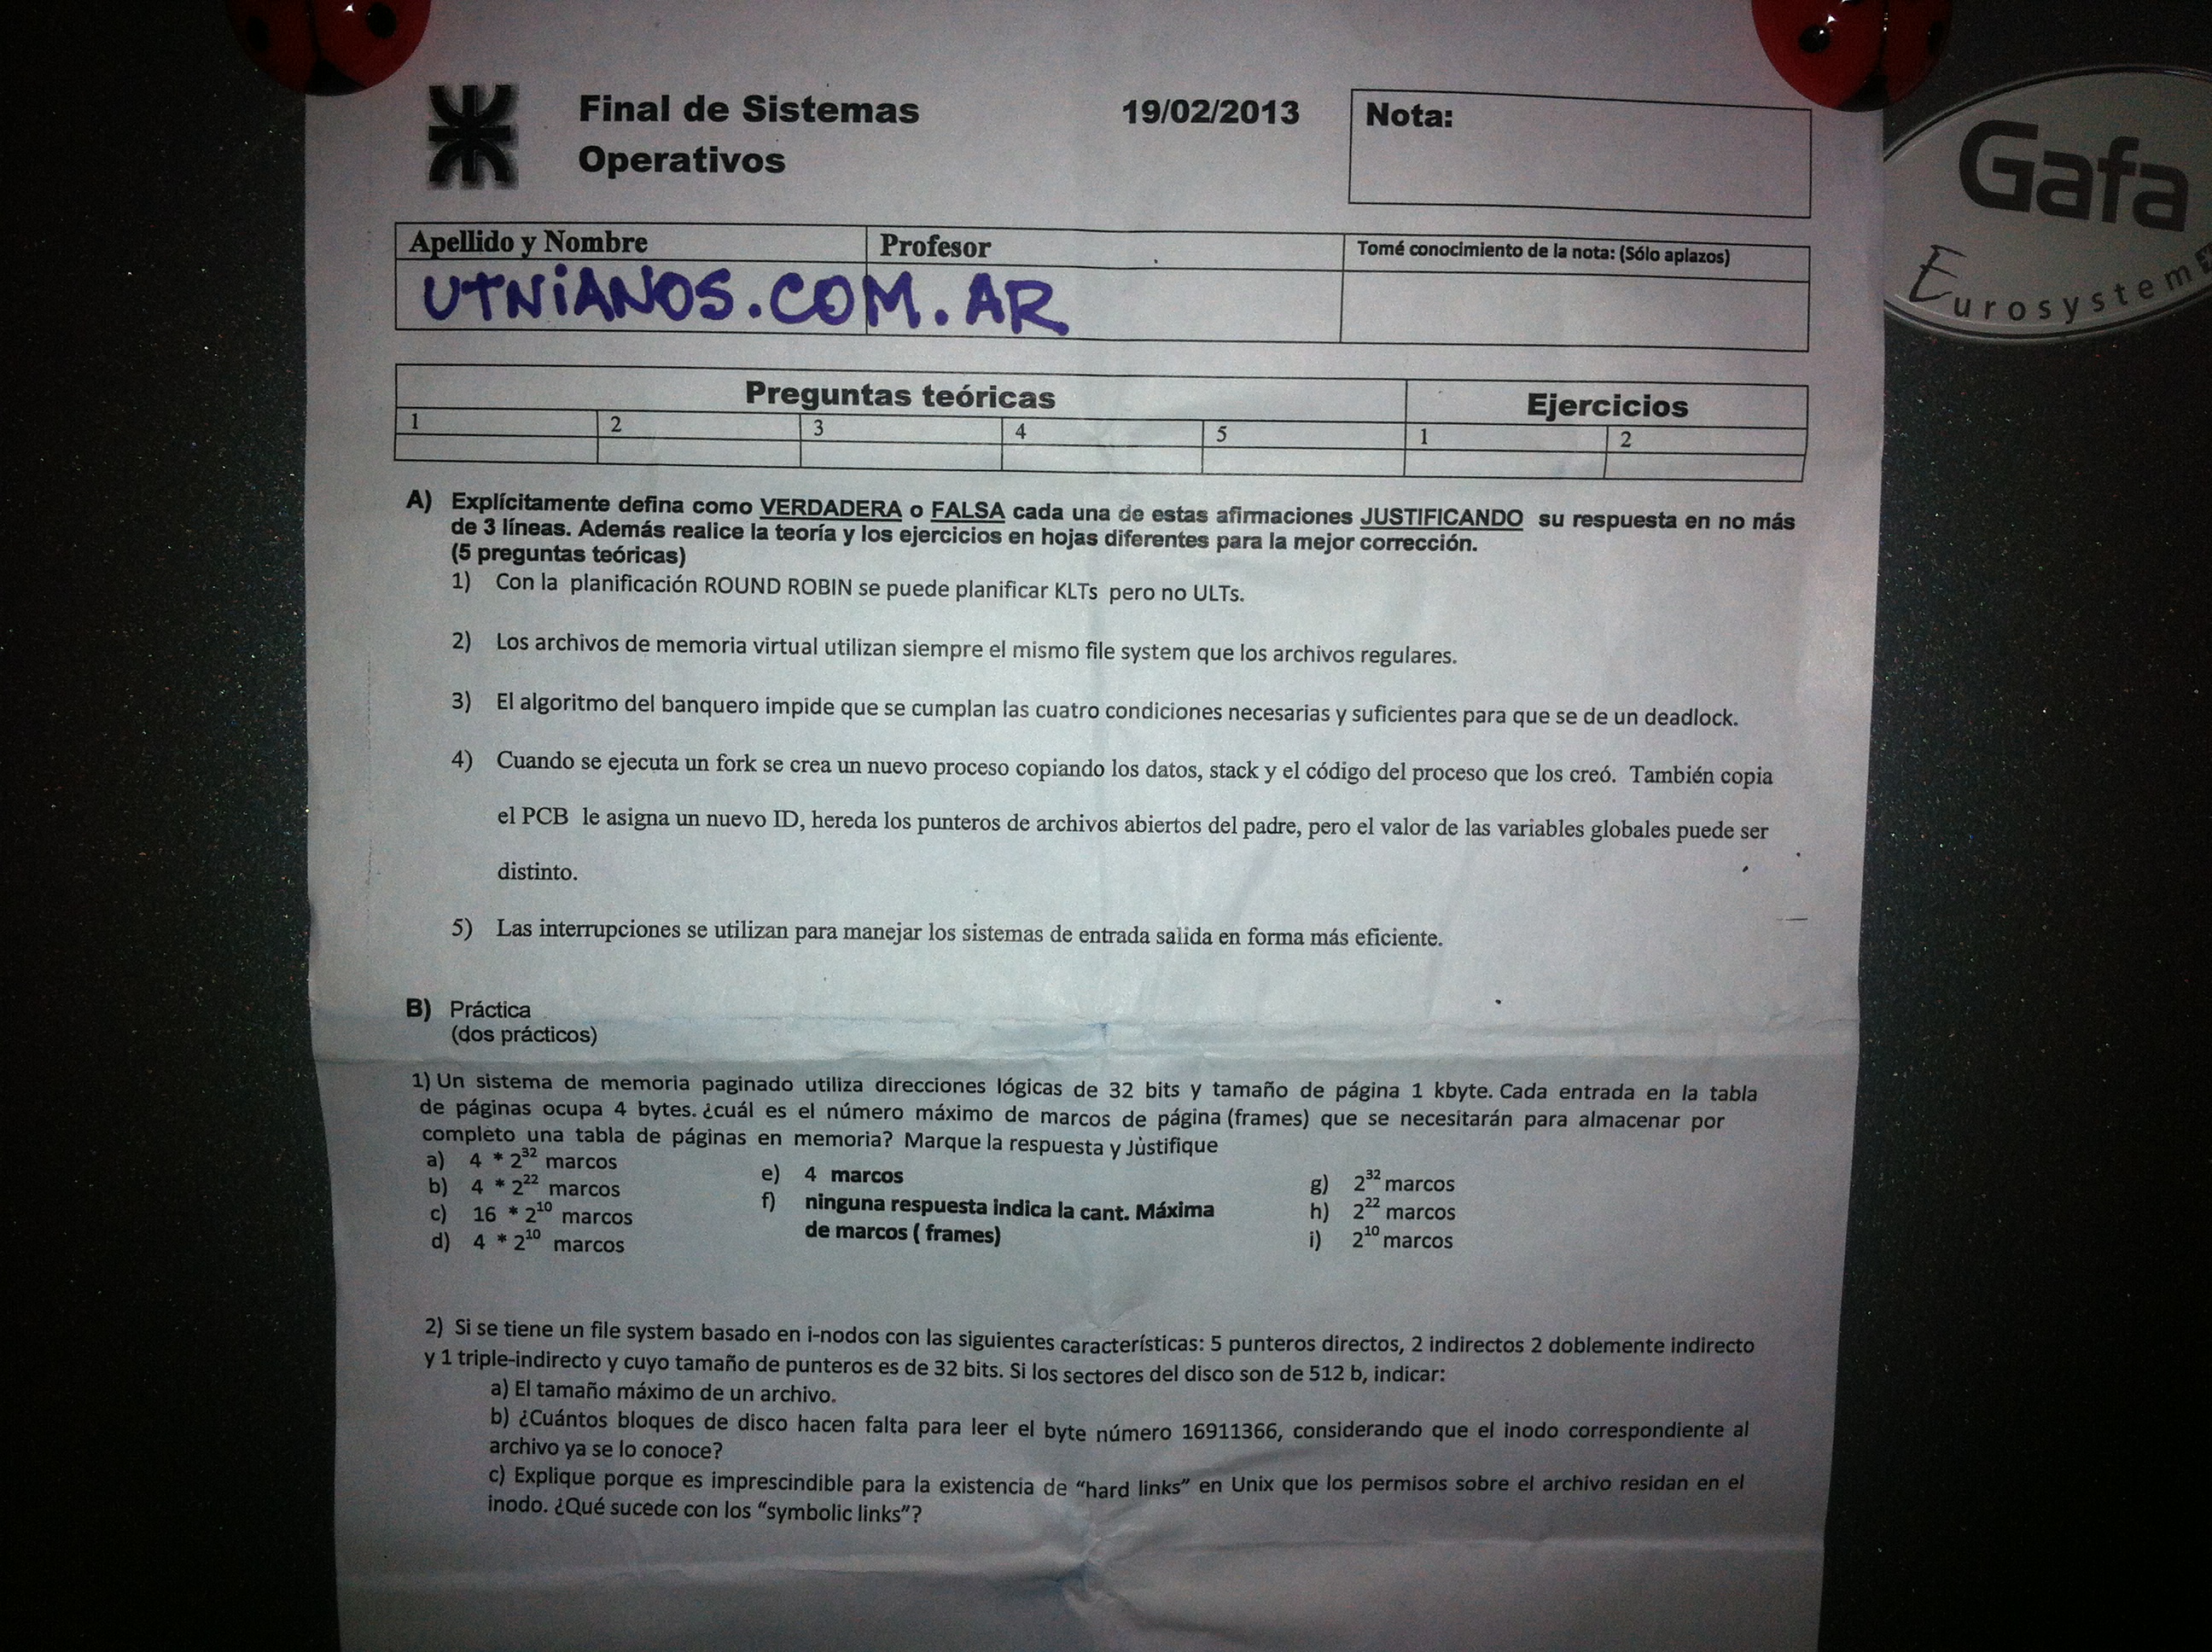 Final de Sistemas
Operativos
19/02/2013
Nota:
Gafa
Eurosystem
Apellido y Nombre
Profesor
Tomé conocimiento de la nota: (Sólo aplazos)
UTNiANOS.COM.AR
Preguntas teóricas
Ejercicios
1 2 3 4 5 1 2
A) Explícitamente defina como VERDADERA o FALSA cada una de estas afirmaciones JUSTIFICANDO su respuesta en no más
de 3 líneas. Además realice la teoría y los ejercicios en hojas diferentes para la mejor corrección.
(5 preguntas teóricas)
1) Con la planificación ROUND ROBIN se puede planificar KLTs pero no ULTs.
2) Los archivos de memoria virtual utilizan siempre el mismo file system que los archivos regulares.
3) El algoritmo del banquero impide que se cumplan las cuatro condiciones necesarias y suficientes para que se de un deadlock.
4) Cuando se ejecuta un fork se crea un nuevo proceso copiando los datos, stack y el código del proceso que los creó. También copia
el PCB le asigna un nuevo ID, hereda los punteros de archivos abiertos del padre, pero el valor de las variables globales puede ser
distinto.
5) Las interrupciones se utilizan para manejar los sistemas de entrada salida en forma más eficiente.
B) Práctica
(dos prácticos)
1) Un sistema de memoria paginado utiliza direcciones lógicas de 32 bits y tamaño de página 1 kbyte. Cada entrada en la tabla
de páginas ocupa 4 bytes. ¿cuál es el número máximo de marcos de página (frames) que se necesitarán para almacenar por
completo una tabla de páginas en memoria? Marque la respuesta y Justifique
a) 4 * 2³² marcos
b) 4 * 2²² marcos
c) 16 * 2¹⁰ marcos
d) 4 * 2¹⁰ marcos
e) 4 marcos
f) ninguna respuesta indica la cant. Máxima
de marcos ( frames)
g) 2³² marcos
h) 2²² marcos
i) 2¹⁰ marcos
2) Si se tiene un file system basado en i-nodos con las siguientes características: 5 punteros directos, 2 indirectos 2 doblemente indirecto
y 1 triple-indirecto y cuyo tamaño de punteros es de 32 bits. Si los sectores del disco son de 512 b, indicar:
a) El tamaño máximo de un archivo.
b) ¿Cuántos bloques de disco hacen falta para leer el byte número 16911366, considerando que el inodo correspondiente al
archivo ya se lo conoce?
c) Explique porque es imprescindible para la existencia de “hard links” en Unix que los permisos sobre el archivo residan en el
inodo. ¿Qué sucede con los “symbolic links”?